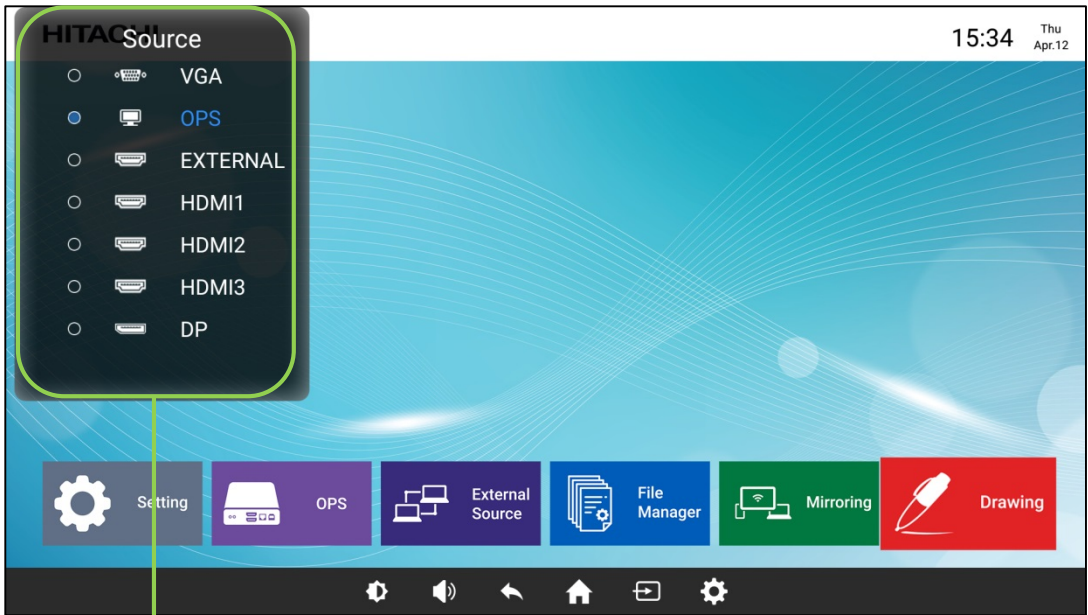 HITACHI
Source
15:34
Thu
Apr.12
VGA
OPS
EXTERNAL
HDMI1
HDMI2
HDMI3
DP
Setting
OPS
External
Source
File
Manager
Mirroring
Drawing